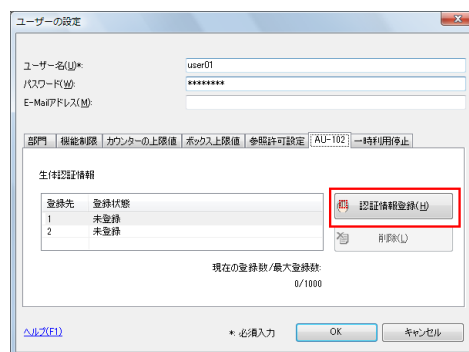 ユーザーの設定
ユーザー名(U)*:
user01
パスワード(W):
********
E-Mailアドレス(M):
部門 機能制限 カウンターの上限値 ボックス上限値 参照許可設定 AU-102 一時利用停止
生体認証情報
登録先 登録状態
1 未登録
2 未登録
認証情報登録(H)
削除(L)
現在の登録数/最大登録数:
0/1000
ヘルプ(F1)
*: 必須入力
OK
キャンセル